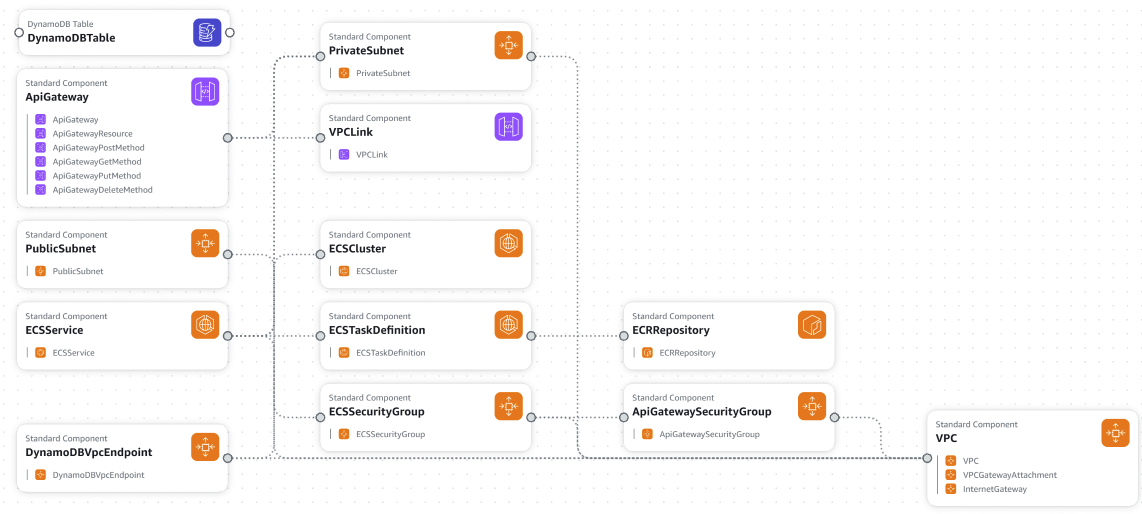 DynamoDB Table
DynamoDBTable
Standard Component
ApiGateway
ApiGateway
ApiGatewayResource
ApiGatewayPostMethod
ApiGatewayGetMethod
ApiGatewayPutMethod
ApiGatewayDeleteMethod
Standard Component
PublicSubnet
PublicSubnet
Standard Component
ECSService
ECSService
Standard Component
DynamoDBVpcEndpoint
DynamoDBVpcEndpoint
Standard Component
PrivateSubnet
PrivateSubnet
Standard Component
VPCLink
VPCLink
Standard Component
ECSCluster
ECSCluster
Standard Component
ECSTaskDefinition
ECSTaskDefinition
Standard Component
ECSSecurityGroup
ECSSecurityGroup
Standard Component
ECRRepository
ECRRepository
Standard Component
ApiGatewaySecurityGroup
ApiGatewaySecurityGroup
Standard Component
VPC
VPC
VPCGatewayAttachment
InternetGateway